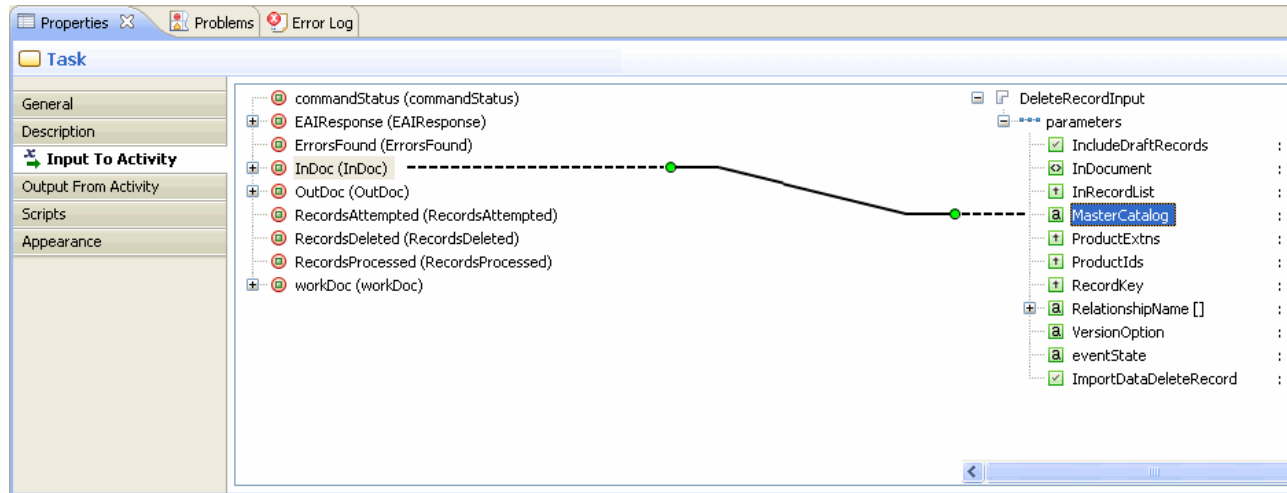 Properties Problems Error Log
Task
General
Description
Input To Activity
Output From Activity
Scripts
Appearance
commandStatus (commandStatus)
EAIResponse (EAIResponse)
ErrorsFound (ErrorsFound)
InDoc (InDoc)
OutDoc (OutDoc)
RecordsAttempted (RecordsAttempted)
RecordsDeleted (RecordsDeleted)
RecordsProcessed (RecordsProcessed)
workDoc (workDoc)
DeleteRecordInput
parameters
IncludeDraftRecords :
InDocument :
InRecordList :
MasterCatalog :
ProductExtns :
ProductIds :
RecordKey :
RelationshipName [] :
VersionOption :
eventState :
ImportDataDeleteRecord :